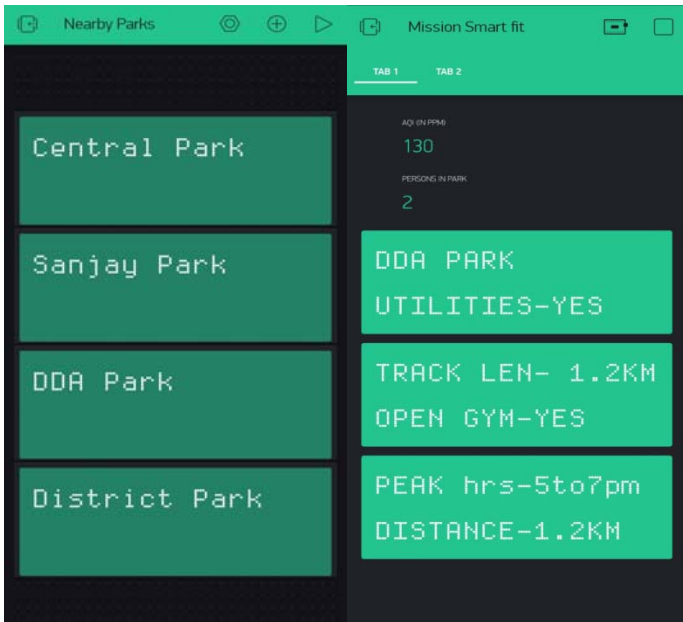 Nearby Parks
Central Park
Sanjay Park
DDA Park
District Park
Mission Smart fit
TAB 1 TAB 2
AQI (IN PPM)
130
PERSONS IN PARK
2
DDA PARK
UTILITIES-YES
TRACK LEN- 1.2KM
OPEN GYM-YES
PEAK hrs-5to7pm
DISTANCE-1.2KM